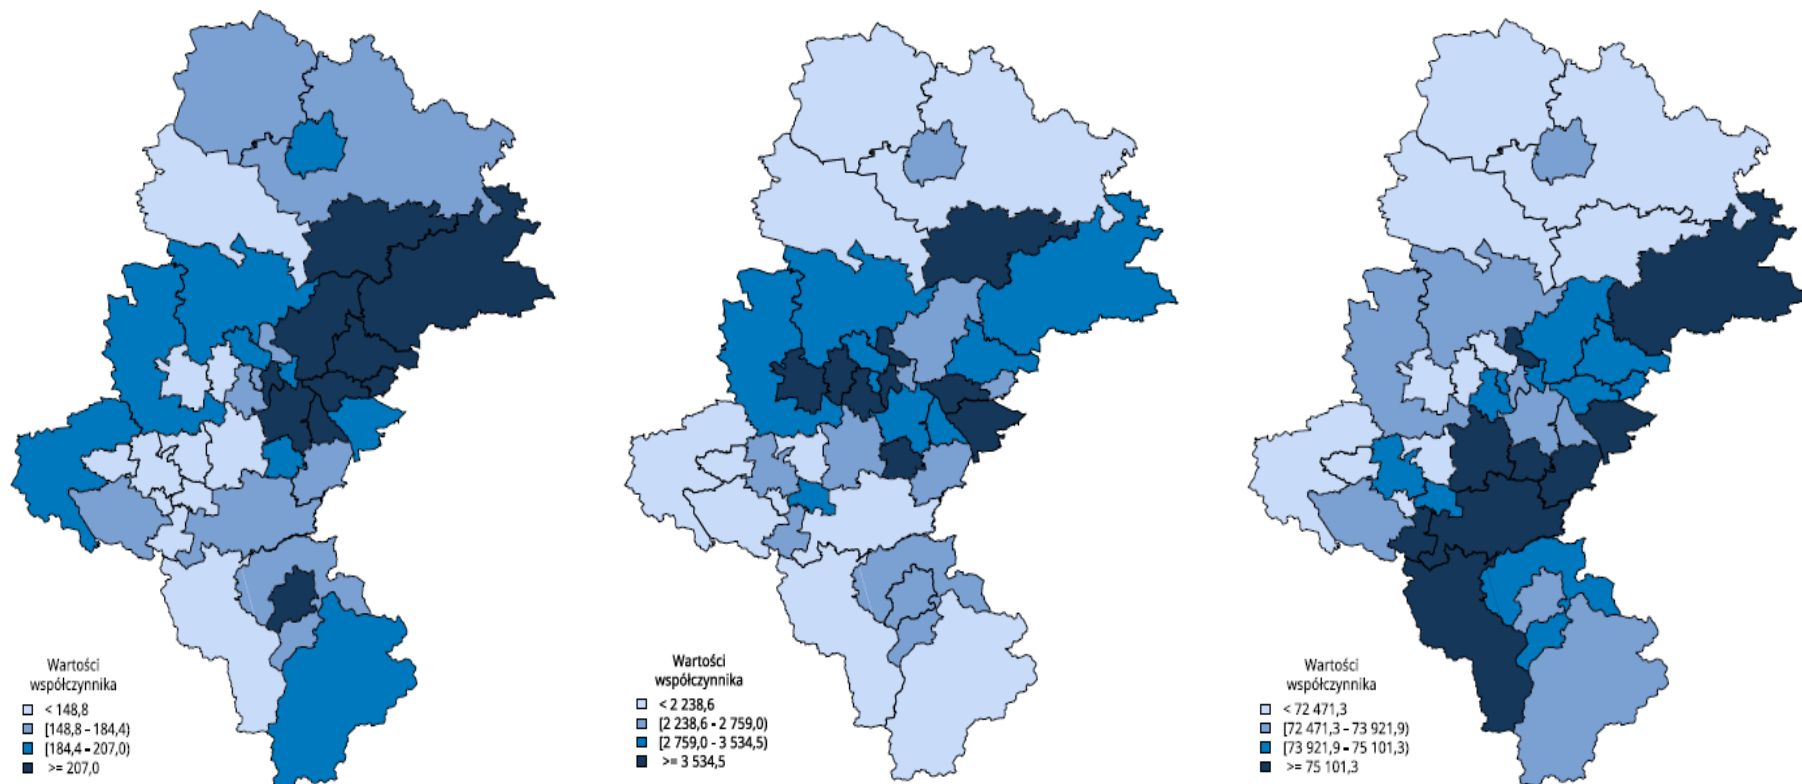 Wartości
współczynnika
< 148,8
[148,8 – 184,4)
[184,4 – 207,0)
>= 207,0
Wartości
współczynnika
< 2 238,6
[2 238,6 - 2 759,0)
[2 759,0 - 3 534,5)
>= 3 534,5
Wartości
współczynnika
< 72 471,3
[72 471,3 – 73 921,9)
[73 921,9 – 75 101,3)
>= 75 101,3